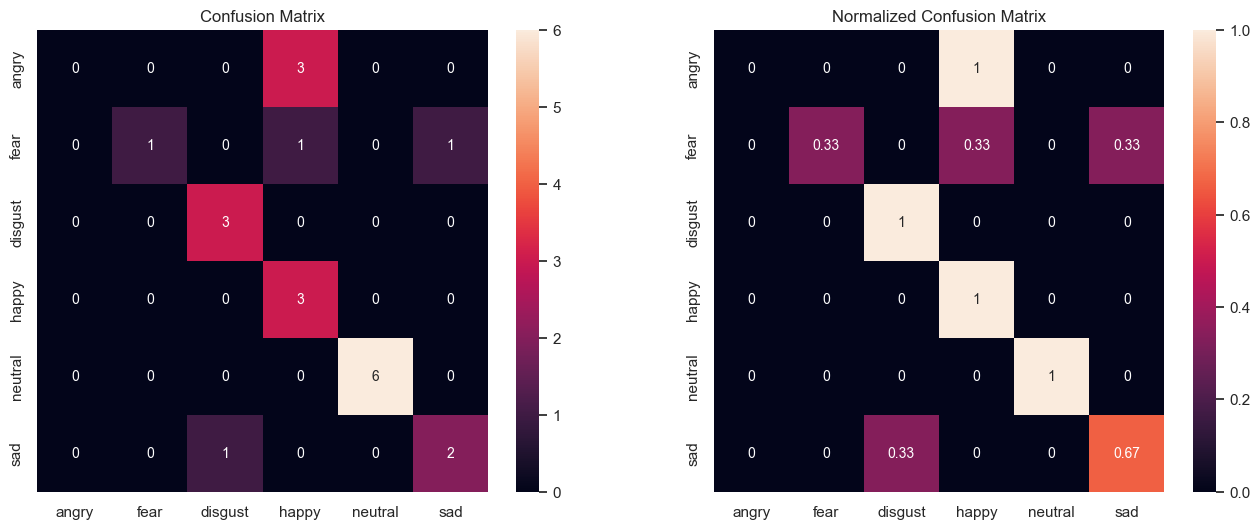 Confusion Matrix
angry 0 0 0 3 0 0
fear 0 1 0 1 0 1
disgust 0 0 3 0 0 0
happy 0 0 0 3 0 0
neutral 0 0 0 0 6 0
sad 0 0 1 0 0 2
angry fear disgust happy neutral sad
6
5
4
3
2
1
0
Normalized Confusion Matrix
angry 0 0 0 1 0 0
fear 0 0.33 0 0.33 0 0.33
disgust 0 0 1 0 0 0
happy 0 0 0 1 0 0
neutral 0 0 0 0 1 0
sad 0 0 0.33 0 0 0.67
angry fear disgust happy neutral sad
1.0
0.8
0.6
0.4
0.2
0.0